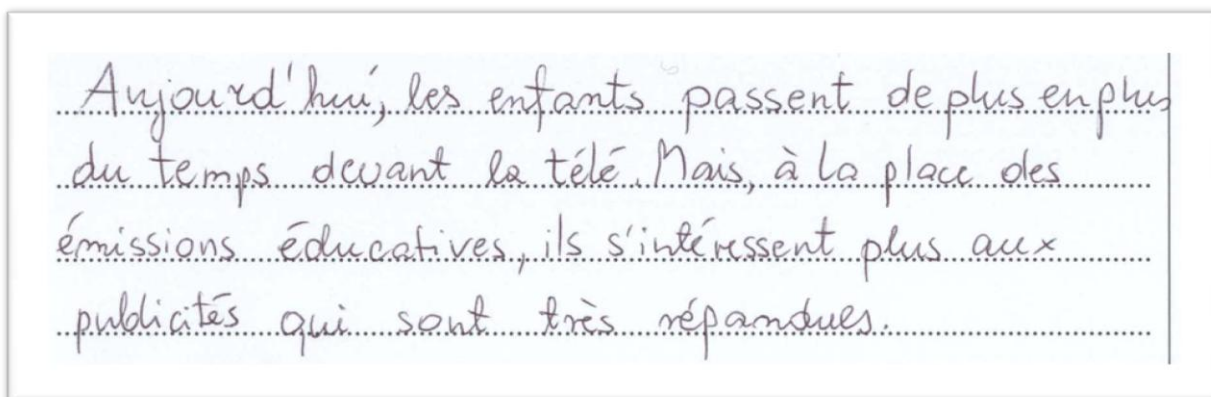 Aujourd'hui, les enfants passent de plus en plus
du temps devant la télé. Mais, à la place des
émissions éducatives, ils s'intéressent plus aux
publicités qui sont très répandues.